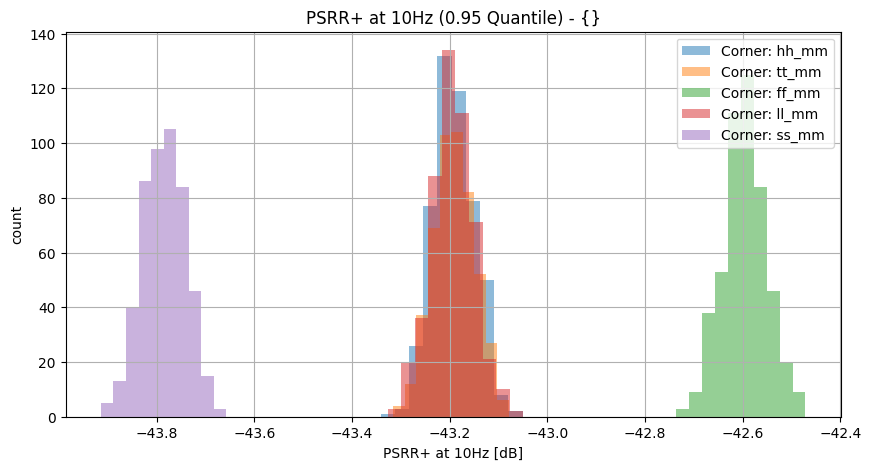 PSRR+ at 10Hz (0.95 Quantile) - {}
140
120
100
80
60
40
20
0
count
Corner: hh_mm
Corner: tt_mm
Corner: ff_mm
Corner: ll_mm
Corner: ss_mm
−43.8 −43.6 −43.4 −43.2 −43.0 −42.8 −42.6 −42.4
PSRR+ at 10Hz [dB]